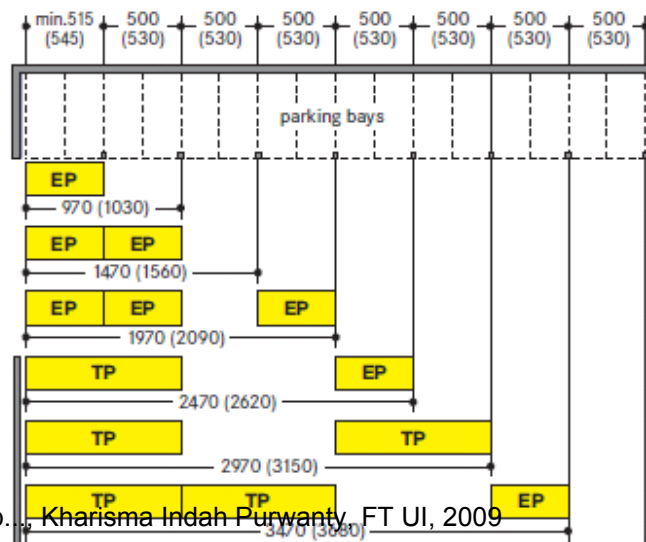 min.515 500 500 500 500 500 500 500
(545) (530) (530) (530) (530) (530) (530) (530)
parking bays
EP
970 (1030)
EP EP
1470 (1560)
EP EP EP
1970 (2090)
TP EP
2470 (2620)
TP TP
2970 (3150)
TP TP EP
..., Kharisma Indah Purwanty, FT UI, 2009
3470 (3680)